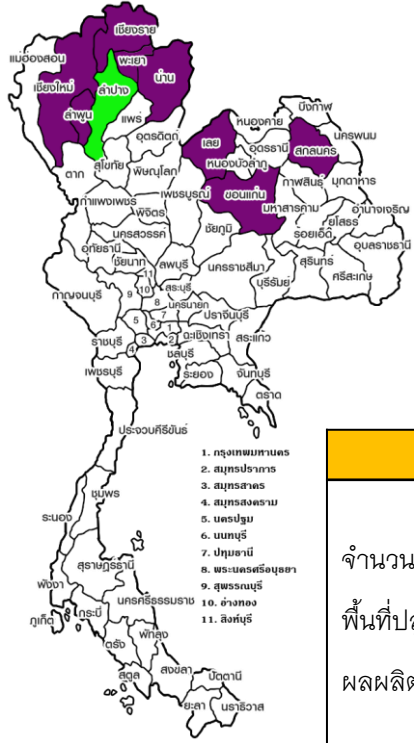 เชียงราย
แม่ฮ่องสอน
พะเยา
เชียงใหม่
น่าน
ลำปาง
ลำพูน
แพร่
อุตรดิตถ์
ตาก
สุโขทัย
พิษณุโลก
กำแพงเพชร
พิจิตร
เพชรบูรณ์
เลย
หนองคาย
บึงกาฬ
อุดรธานี
หนองบัวลำภู
สกลนคร
นครพนม
ขอนแก่น
กาฬสินธุ์
มุกดาหาร
มหาสารคาม
ชัยภูมิ
ร้อยเอ็ด
ยโสธร
อำนาจเจริญ
อุบลราชธานี
นครสวรรค์
อุทัยธานี
ชัยนาท
ลพบุรี
นครราชสีมา
บุรีรัมย์
สุรินทร์
ศรีสะเกษ
กาญจนบุรี
11
10
9
สระบุรี
8
นครนายก
7
ปราจีนบุรี
5
6
1
ฉะเชิงเทรา
สระแก้ว
ราชบุรี
3
2
4
ชลบุรี
เพชรบุรี
ระยอง
จันทบุรี
ตราด
ประจวบคีรีขันธ์
1. กรุงเทพมหานคร
2. สมุทรปราการ
3. สมุทรสาคร
4. สมุทรสงคราม
5. นครปฐม
6. นนทบุรี
7. ปทุมธานี
8. พระนครศรีอยุธยา
9. สุพรรณบุรี
10. อ่างทอง
11. สิงห์บุรี
ชุมพร
ระนอง
สุราษฎร์ธานี
พังงา
นครศรีธรรมราช
ภูเก็ต
กระบี่
ตรัง
พัทลุง
สตูล
สงขลา
ปัตตานี
ยะลา
นราธิวาส
จำนวน
พื้นที่ปล
ผลผลิต